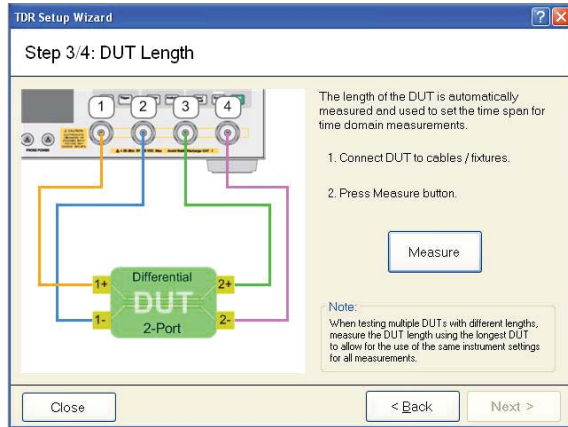 TDR Setup Wizard
Step 3/4: DUT Length
1 2 3 4
The length of the DUT is automatically
measured and used to set the time span for
time domain measurements.
1. Connect DUT to cables / fixtures.
2. Press Measure button.
Measure
Differential
1+ 2+
DUT
1- 2-
2-Port
Note:
When testing multiple DUTs with different lengths,
measure the DUT length using the longest DUT
to allow for the use of the same instrument settings
for all measurements.
Close
< Back
Next >